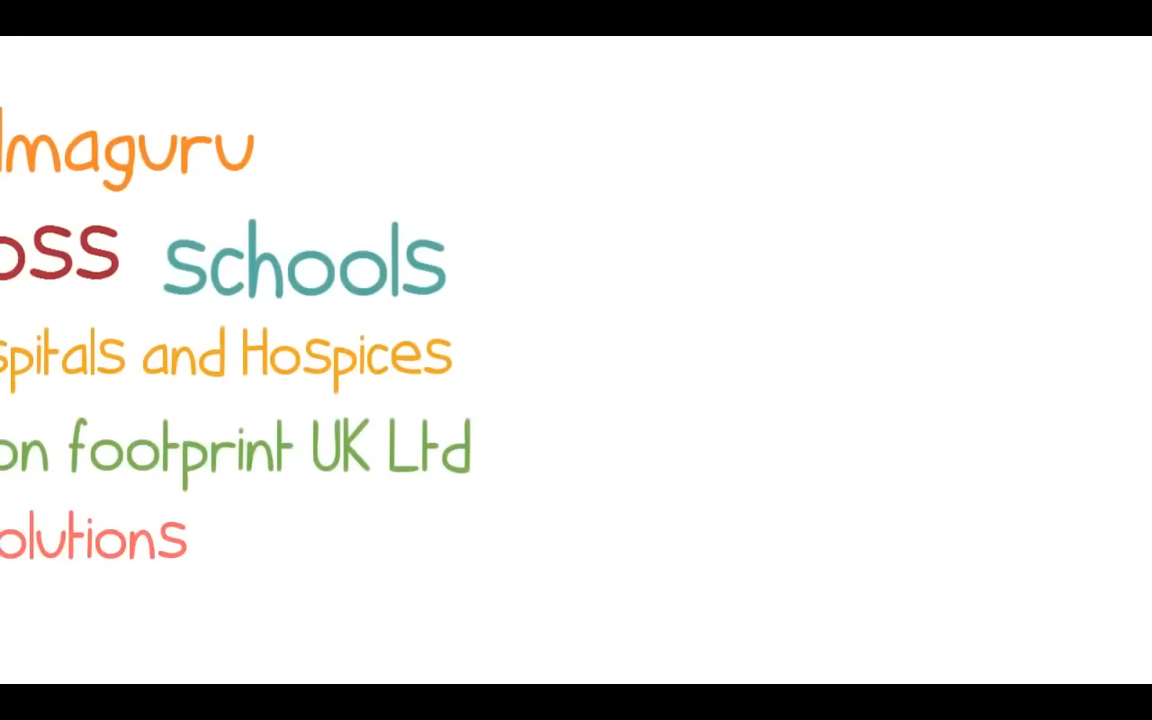 lmaguru
oss schools
spitals and Hospices
on footprint UK Ltd
olutions